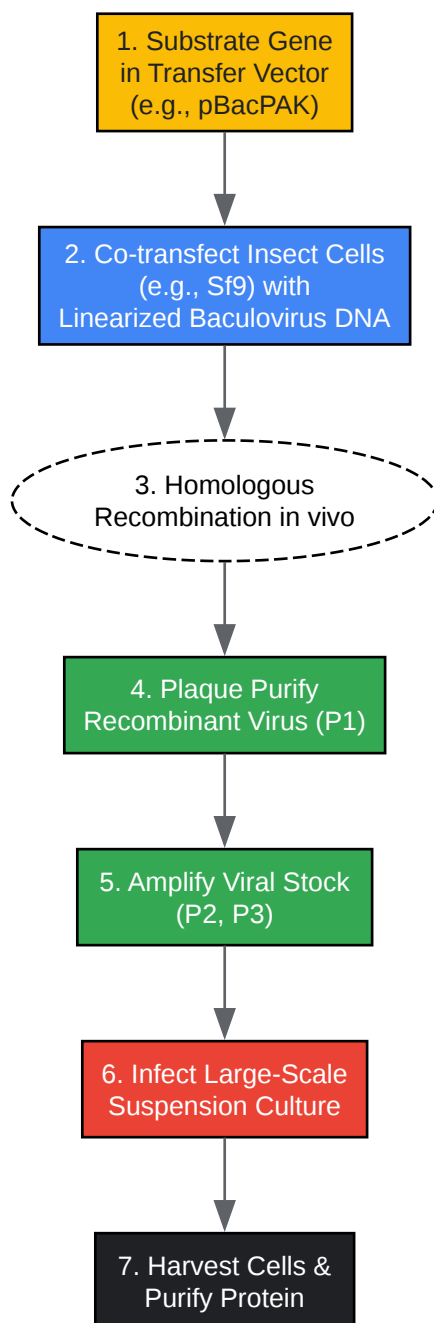 1. Substrate Gene
in Transfer Vector
(e.g., pBacPAK)
2. Co-transfect Insect Cells
(e.g., Sf9) with
Linearized Baculovirus DNA
3. Homologous
Recombination in vivo
4. Plaque Purify
Recombinant Virus (P1)
5. Amplify Viral Stock
(P2, P3)
6. Infect Large-Scale
Suspension Culture
7. Harvest Cells &
Purify Protein